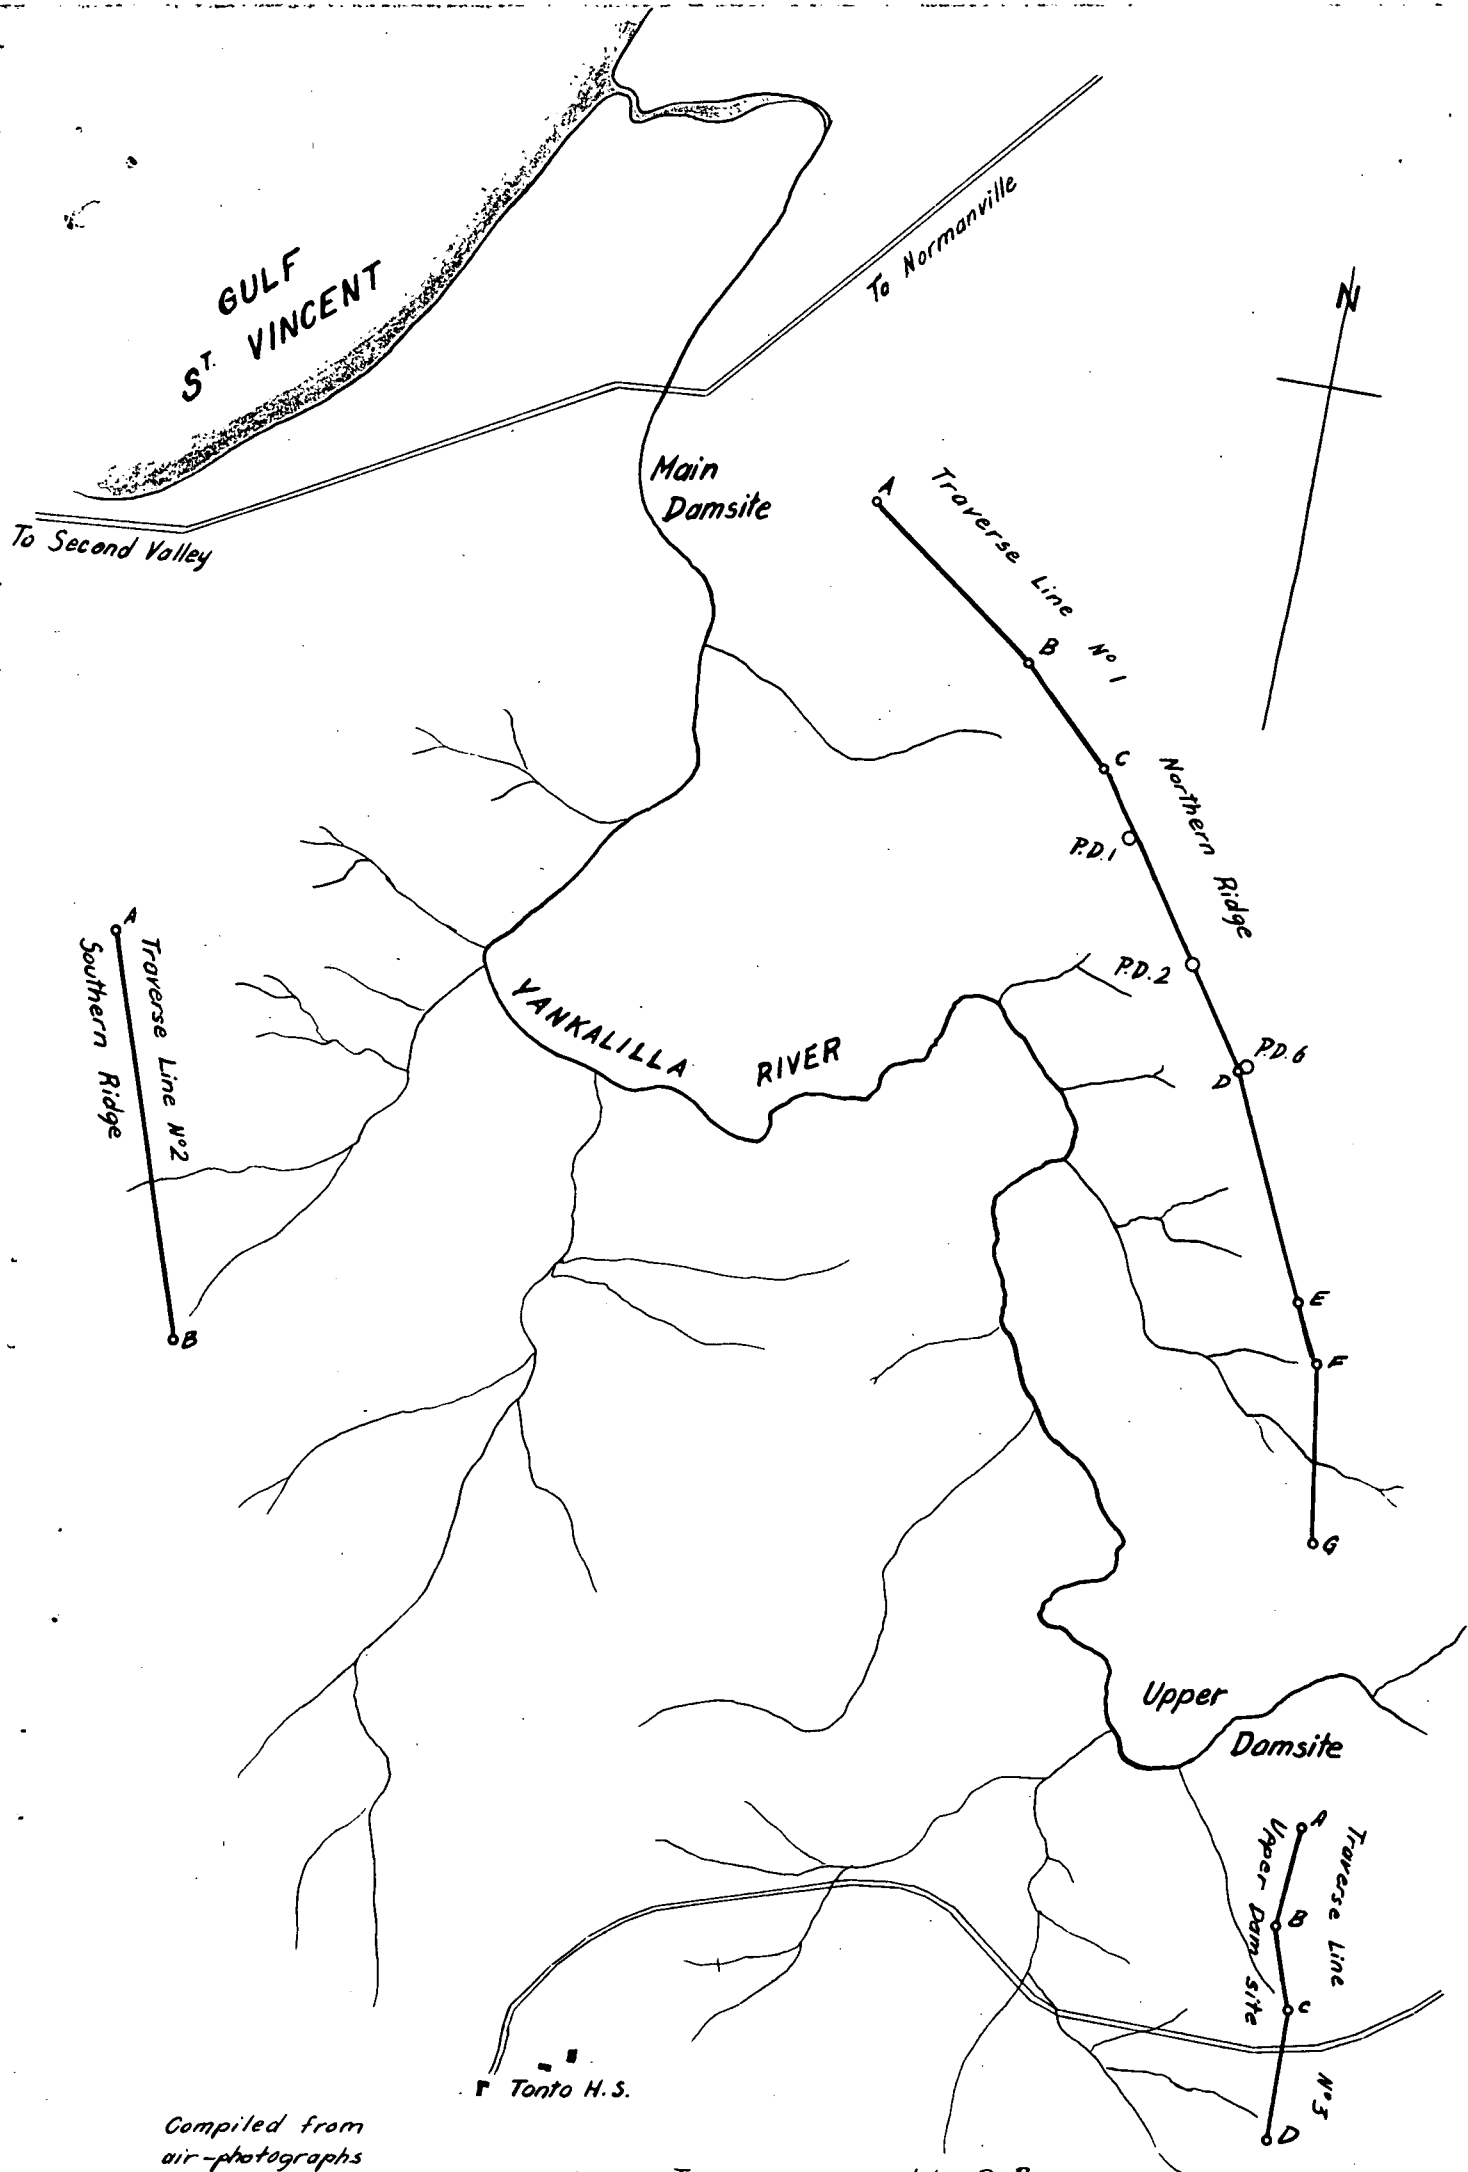 GULF
ST. VINCENT
To Normanville
N
To Second Valley
Main
Damsite
A
Traverse Line No 1
B
C
Northern Ridge
P.D.1
P.D.2
P.D.6
D
E
F
G
A
Traverse Line No 2
Southern Ridge
B
YANKALILLA RIVER
Upper
Damsite
A
Traverse Line No 3
Upper Dam site
B
C
D
Tonto H.S.
Compiled from
air-photographs